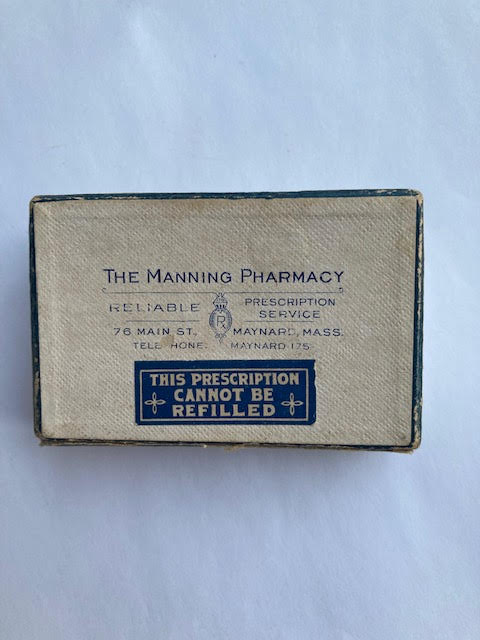 THE MANNING PHARMACY
RELIABLE PRESCRIPTION SERVICE
R
76 MAIN ST., MAYNARD, MASS.
TELEPHONE: MAYNARD 175
THIS PRESCRIPTION
CANNOT BE
REFILLED